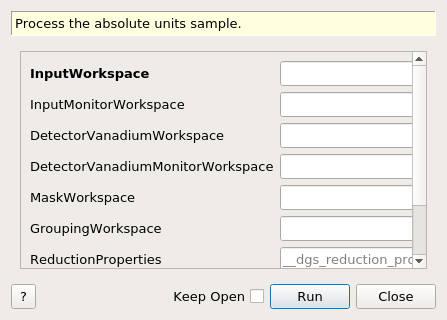 Process the absolute units sample.
InputWorkspace
InputMonitorWorkspace
DetectorVanadiumWorkspace
DetectorVanadiumMonitorWorkspace
MaskWorkspace
GroupingWorkspace
ReductionProperties __dgs_reduction_pro
? Keep Open Run Close